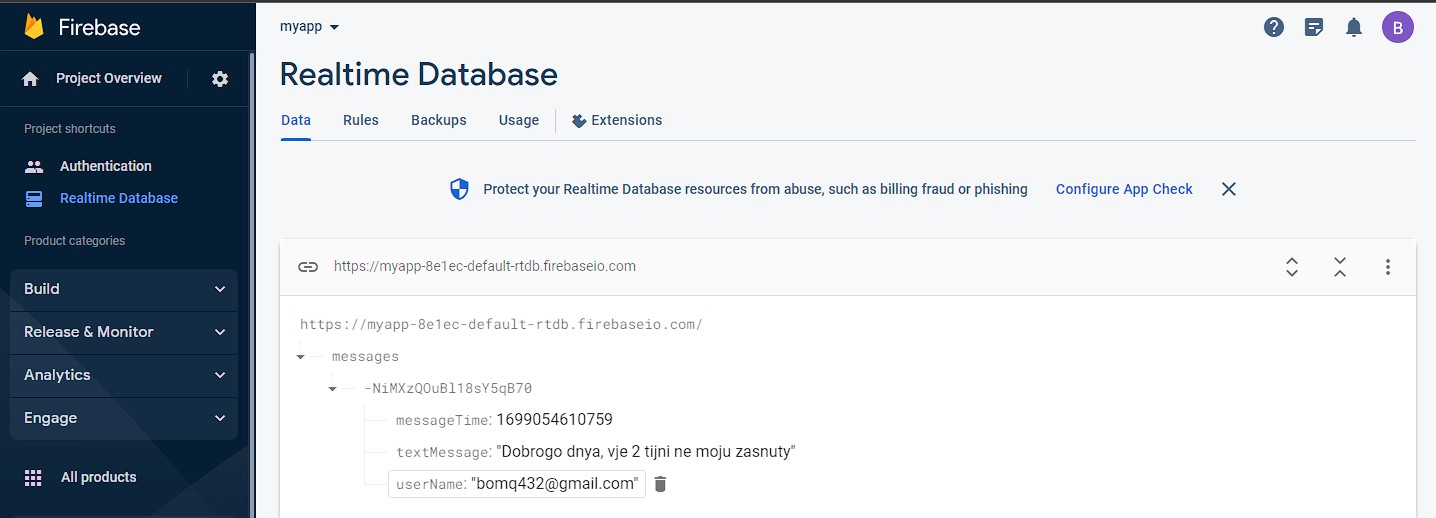 Firebase
Project Overview
Project shortcuts
Authentication
Realtime Database
Product categories
Build
Release & Monitor
Analytics
Engage
All products
myapp
B
Realtime Database
Data Rules Backups Usage Extensions
Protect your Realtime Database resources from abuse, such as billing fraud or phishing Configure App Check
https://myapp-8e1ec-default-rtdb.firebaseio.com
https://myapp-8e1ec-default-rtdb.firebaseio.com/
messages
-NiMXzQOuBl18sY5qB70
messageTime: 1699054610759
textMessage: "Dobrogo dnya, vje 2 tijni ne moju zasnuty"
userName: "bomq432@gmail.com"